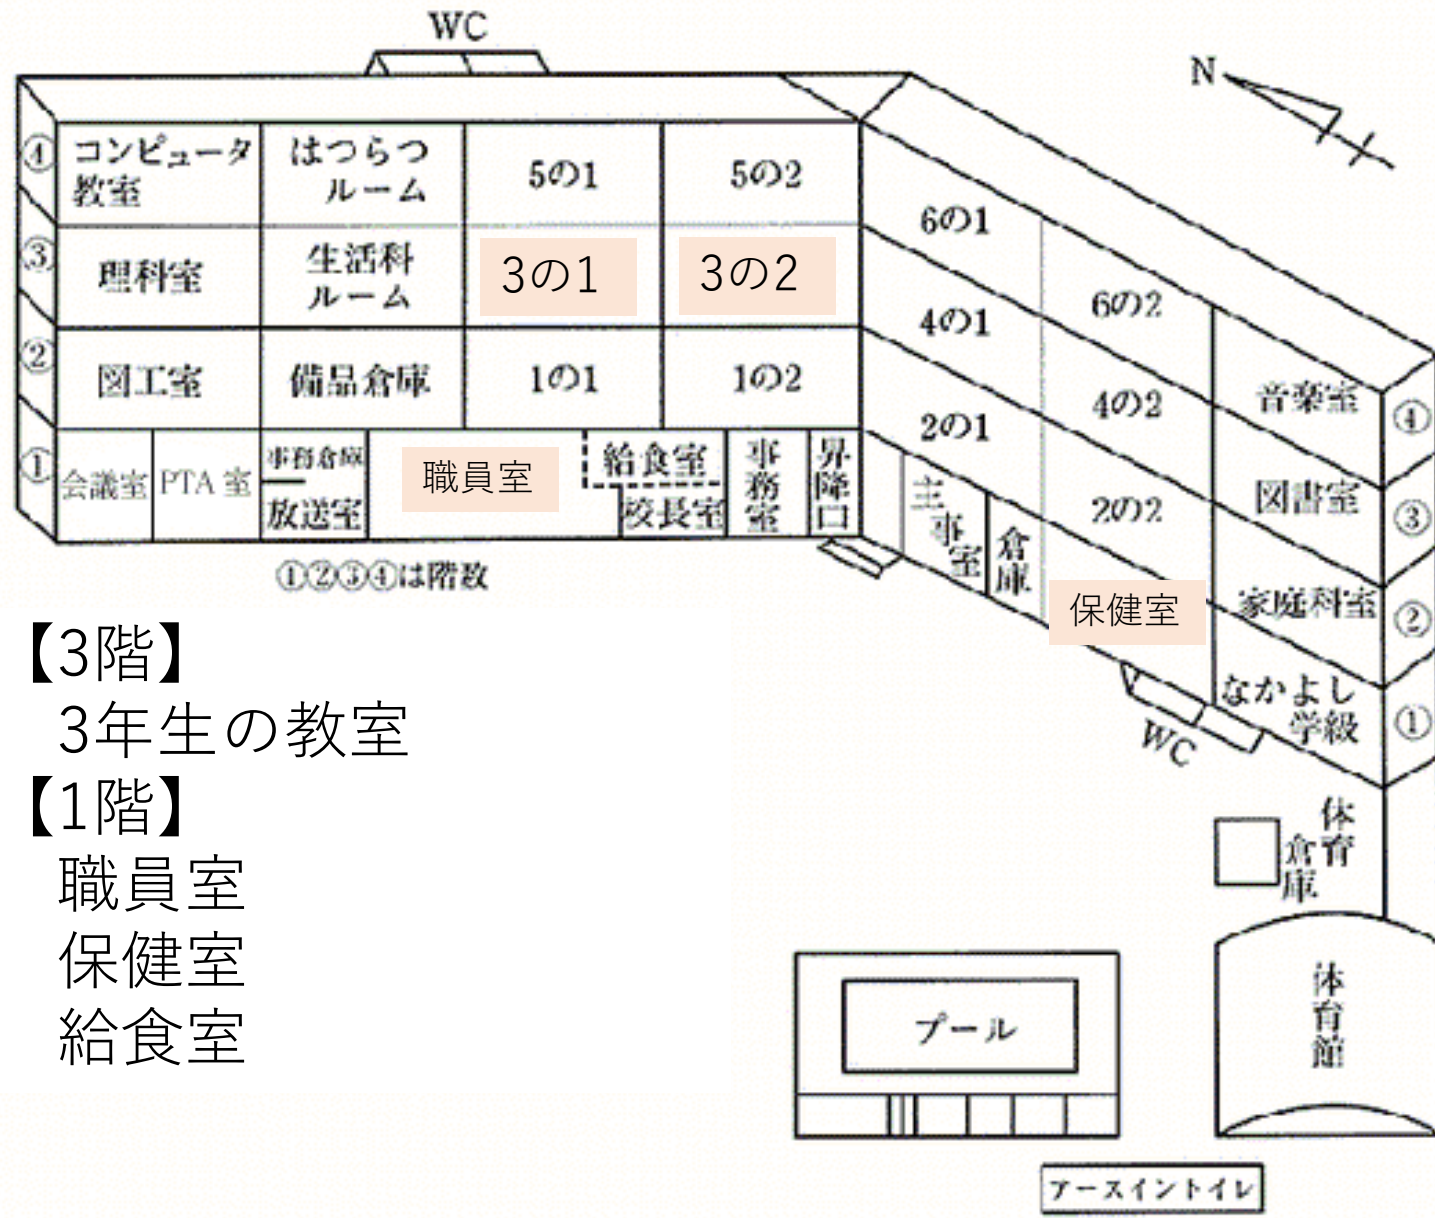 WC
N
④
コンピュータ
教室
はつらつ
ルーム
5の1
5の2
6の1
6の2
音楽室
④
③
理科室
生活科
ルーム
3の1
3の2
4の1
4の2
図書室
③
②
図工室
備品倉庫
1の1
1の2
2の1
2の2
家庭科室
②
①
会議室
PTA 室
事務倉庫
放送室
職員室
給食室
校長室
事務室
昇降口
主事室
倉庫
保健室
なかよし
学級
①
WC
①②③④は階数
【3階】
3年生の教室
【1階】
職員室
保健室
給食室
体育
倉庫
体育館
プール
アースイントイレ